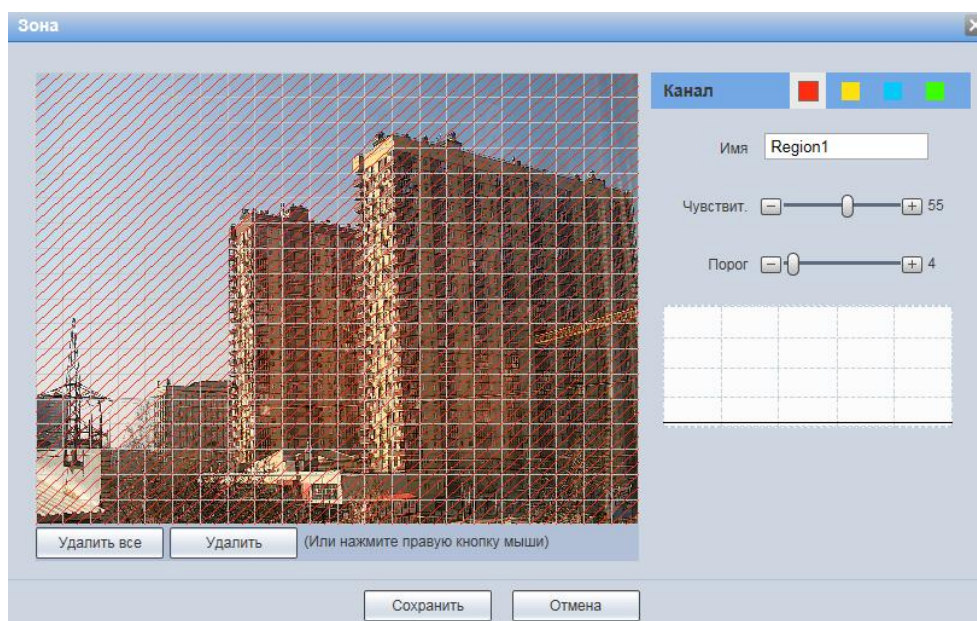 Зона
Канал
Имя Region1
Чувствит. 55
Порог 4
Удалить все Удалить (Или нажмите правую кнопку мыши)
Сохранить Отмена